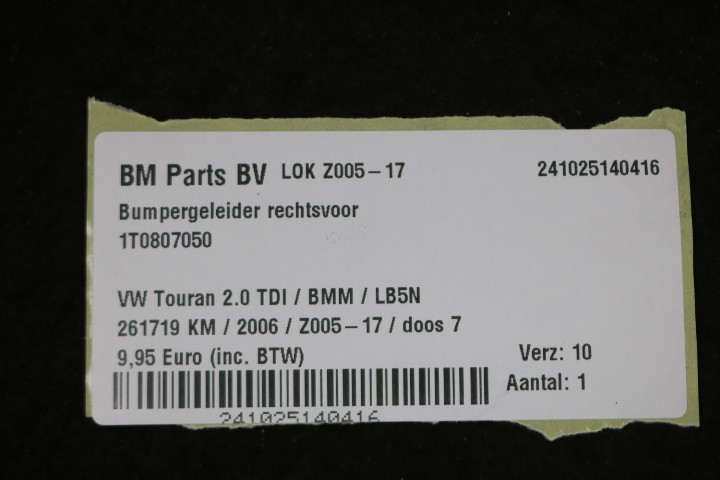 BM Parts BV LOK Z005-17 241025140416
Bumpergeleider rechtsvoor
1T0807050
VW Touran 2.0 TDI / BMM / LB5N
261719 KM / 2006 / Z005-17 / doos 7
9,95 Euro (inc. BTW) Verz: 10
Aantal: 1
241025140416